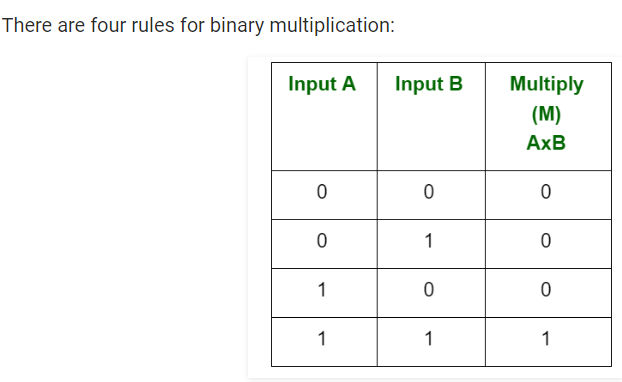 There are four rules for binary multiplication:
Input A Input B Multiply
(M)
AxB
0 0 0
0 1 0
1 0 0
1 1 1